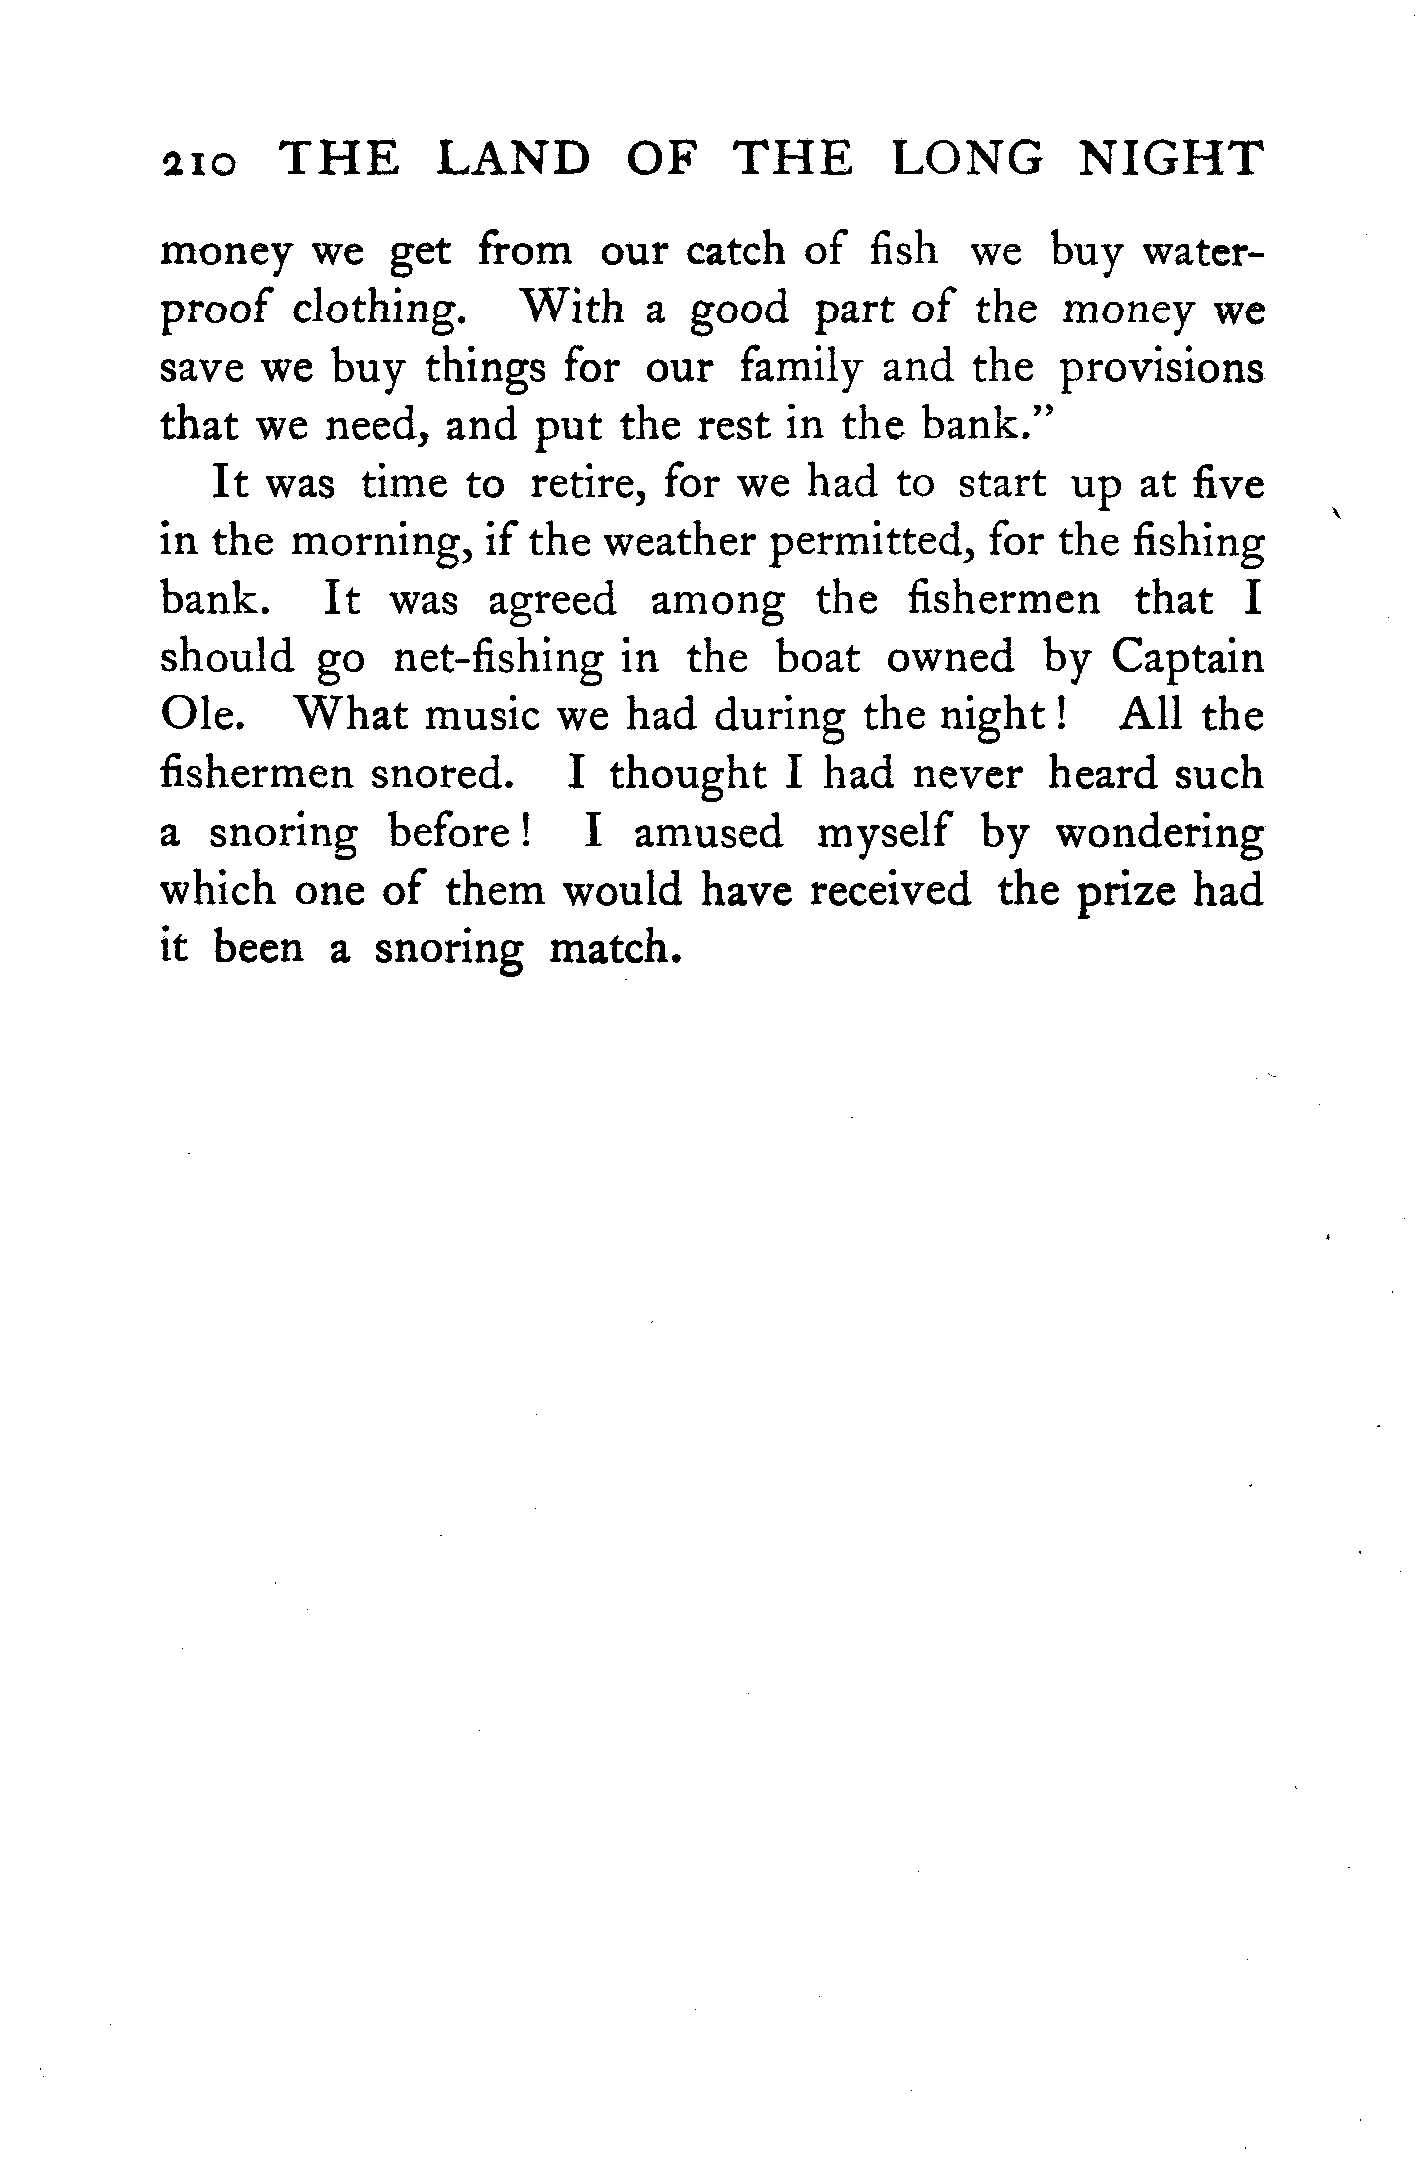 210 THE LAND OF THE LONG NIGHT
money we get from our catch of fish we buy water-
proof clothing. With a good part of the money we
save we buy things for our family and the provisions
that we need, and put the rest in the bank.”
It was time to retire, for we had to start up at five
in the morning, if the weather permitted, for the fishing
bank. It was agreed among the fishermen that I
should go net-fishing in the boat owned by Captain
Ole. What music we had during the night! All the
fishermen snored. I thought I had never heard such
a snoring before! I amused myself by wondering
which one of them would have received the prize had
it been a snoring match.